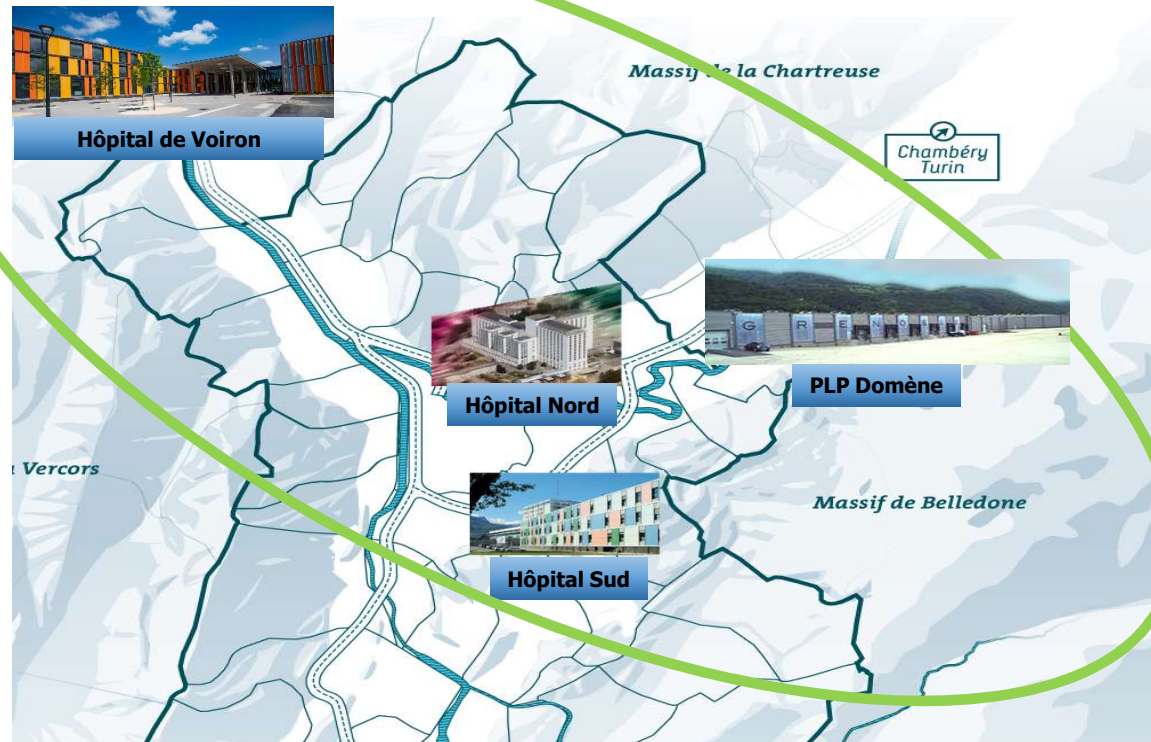 Massif de la Chartreuse
Hôpital de Voiron
Chambéry
Turin
G R E N O
Hôpital Nord
PLP Domène
Vercors
Massif de Belledone
Hôpital Sud